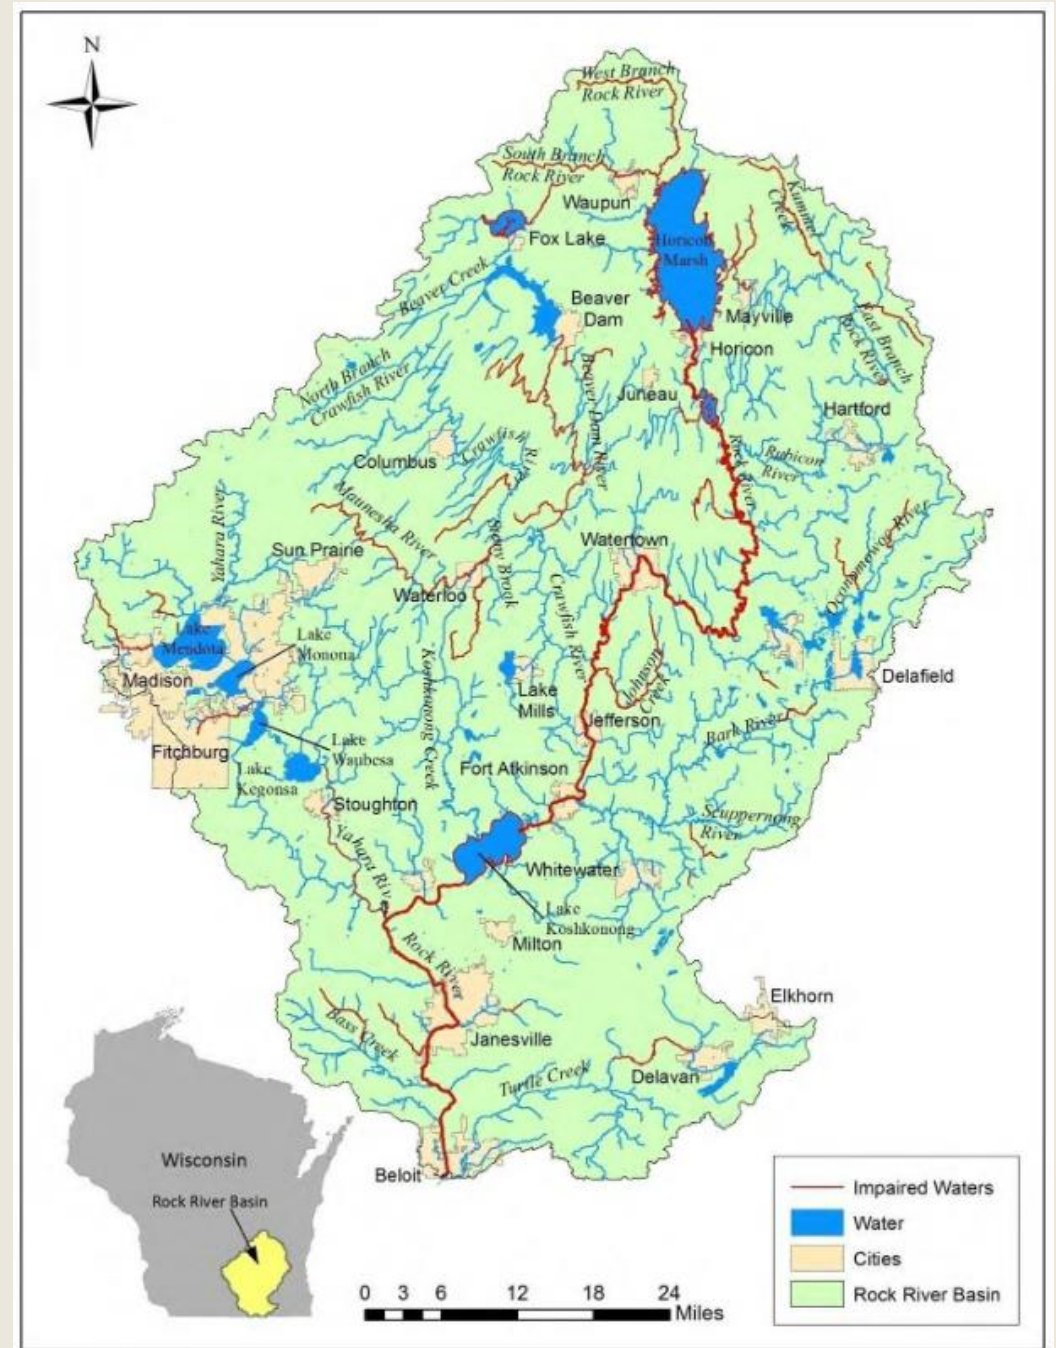 N
West Branch
Rock River
South Branch
Rock River
Waupun
Kummel
Creek
Fox Lake
Horicon
Marsh
Beaver Creek
Beaver
Dam
Mayville
East Branch
Rock River
Horicon
North Branch
Crawfish River
Beaver Dam River
Juneau
Hartford
Columbus
Crawfish
Rock River
Rubicon
River
Yahara River
Maunesha River
Sun Prairie
Stony Brook
Watertown
Oconomowoc River
Waterloo
Crawfish River
Lake
Mendota
Lake
Monona
Madison
Koshkonong Creek
Lake
Mills
Johnson
Creek
Delafield
Jefferson
Bark River
Fitchburg
Lake
Waubesa
Lake
Kegonsa
Fort Atkinson
Stoughton
Scuppernong
River
Yahara River
Whitewater
Lake
Koshkonong
Milton
Rock River
Elkhorn
Bass Creek
Janesville
Turtle Creek
Delavan
Beloit
Wisconsin
Rock River Basin
0 3 6 12 18 24
Miles
Impaired Waters
Water
Cities
Rock River Basin